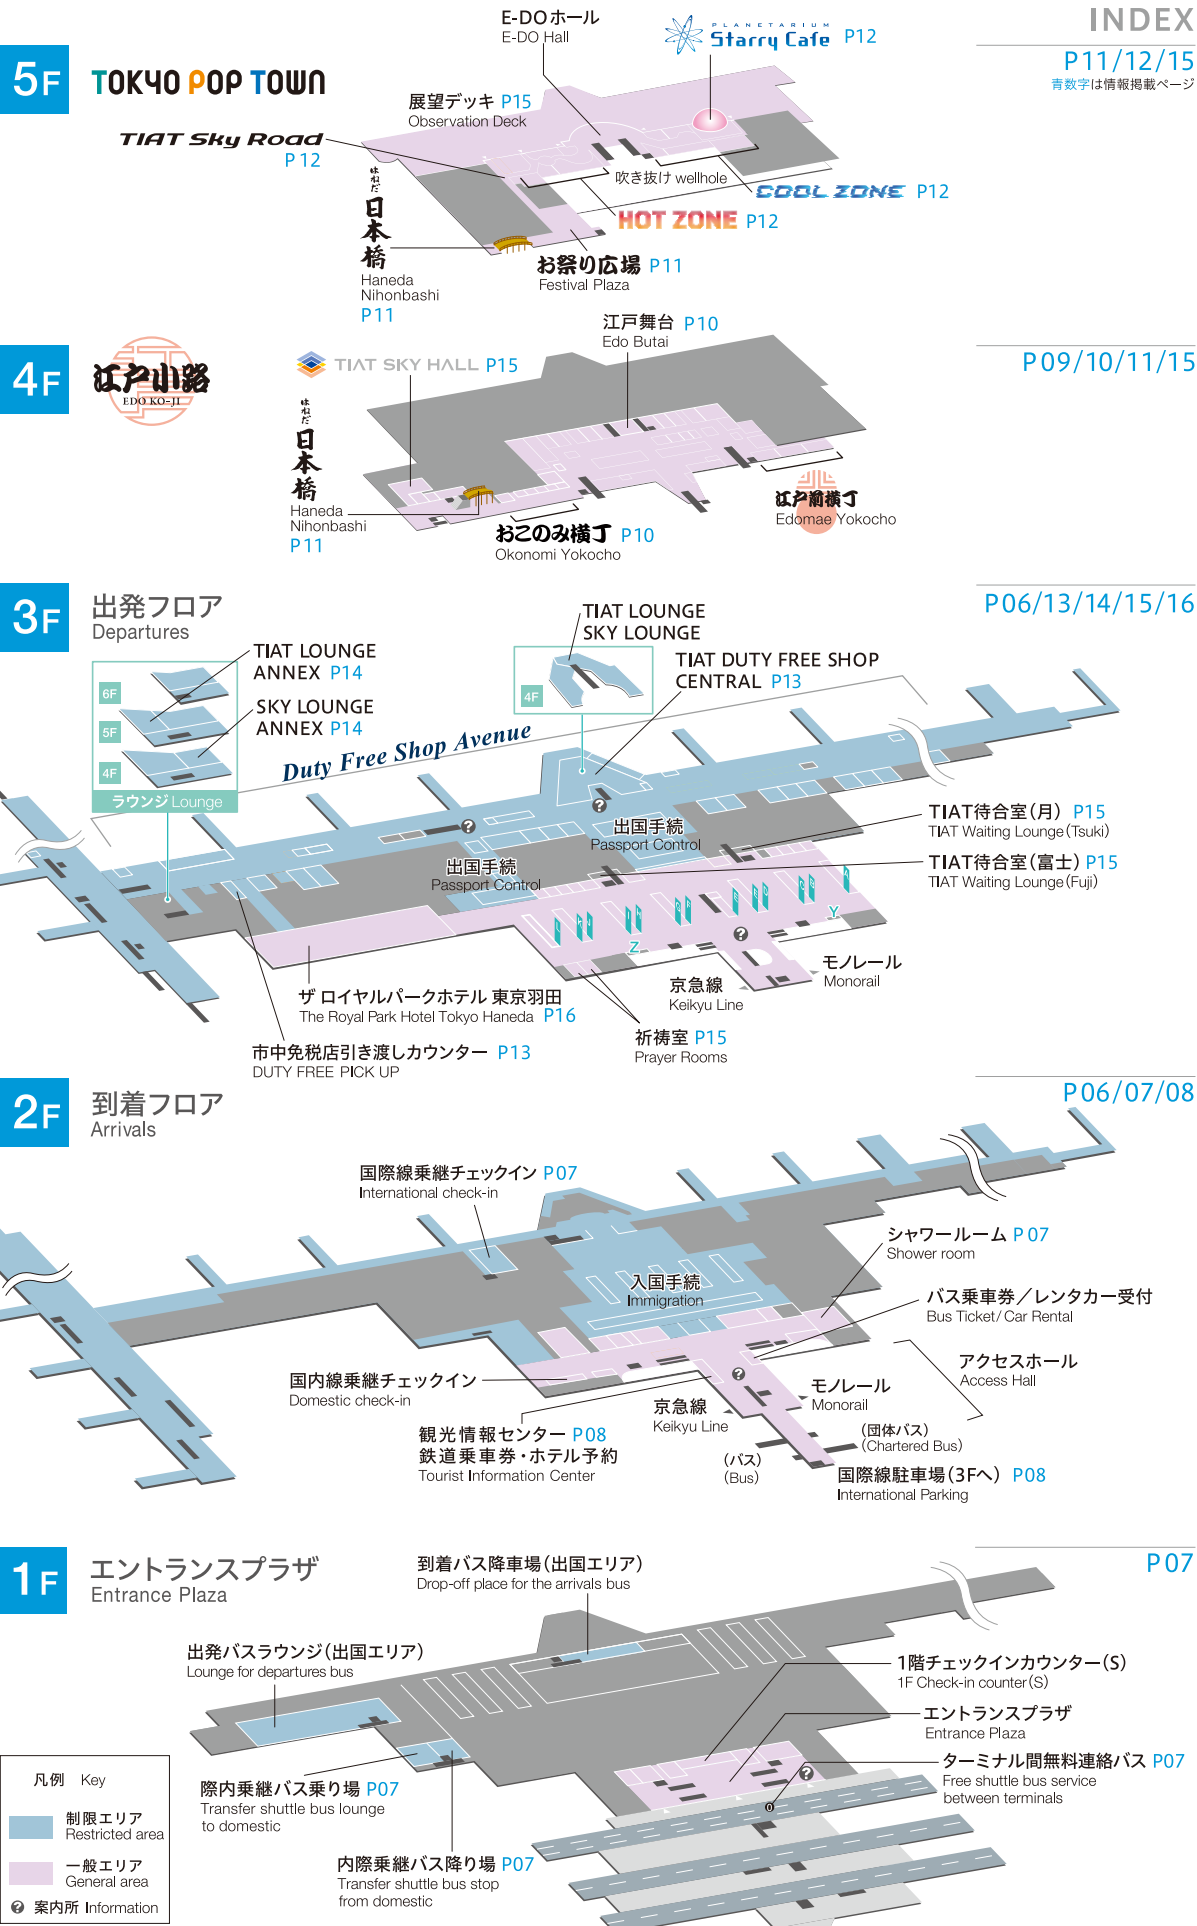 INDEX
5F
TOKYO POP TOWN
P11/12/15
青数字は情報掲載ページ
E-DOホール
E-DO Hall
PLANETARIUM
Starry Cafe P12
展望デッキ P15
Observation Deck
TIAT Sky Road
P12
吹き抜け wellhole
COOL ZONE P12
HOT ZONE P12
はねだ
日本橋
Haneda
Nihonbashi
P11
お祭り広場 P11
Festival Plaza
4F
江戸小路
EDO KO-JI
P09/10/11/15
江戸舞台 P10
Edo Butai
TIAT SKY HALL P15
はねだ
日本橋
Haneda
Nihonbashi
P11
おこのみ横丁 P10
Okonomi Yokocho
江戸前横丁
Edomae Yokocho
3F
出発フロア
Departures
P06/13/14/15/16
TIAT LOUNGE
ANNEX P14
SKY LOUNGE
ANNEX P14
6F
5F
4F
ラウンジ Lounge
TIAT LOUNGE
SKY LOUNGE
4F
TIAT DUTY FREE SHOP
CENTRAL P13
Duty Free Shop Avenue
?
?
出国手続
Passport Control
出国手続
Passport Control
TIAT待合室(月) P15
TIAT Waiting Lounge(Tsuki)
TIAT待合室(富士) P15
TIAT Waiting Lounge(Fuji)
Z
Y
?
モノレール
Monorail
京急線
Keikyu Line
ザ ロイヤルパークホテル 東京羽田
The Royal Park Hotel Tokyo Haneda P16
祈祷室 P15
Prayer Rooms
市中免税店引き渡しカウンター P13
DUTY FREE PICK UP
2F
到着フロア
Arrivals
P06/07/08
国際線乗継チェックイン P07
International check-in
入国手続
Immigration
シャワールーム P07
Shower room
バス乗車券／レンタカー受付
Bus Ticket/Car Rental
アクセスホール
Access Hall
国内線乗継チェックイン
Domestic check-in
?
モノレール
Monorail
京急線
Keikyu Line
観光情報センター P08
鉄道乗車券・ホテル予約
Tourist Information Center
(団体バス)
(Chartered Bus)
(バス)
(Bus)
国際線駐車場(3Fへ) P08
International Parking
1F
エントランスプラザ
Entrance Plaza
P07
到着バス降車場(出国エリア)
Drop-off place for the arrivals bus
出発バスラウンジ(出国エリア)
Lounge for departures bus
1階チェックインカウンター(S)
1F Check-in counter(S)
エントランスプラザ
Entrance Plaza
ターミナル間無料連絡バス P07
Free shuttle bus service
between terminals
?
0
際内乗継バス乗り場 P07
Transfer shuttle bus lounge
to domestic
内際乗継バス降り場 P07
Transfer shuttle bus stop
from domestic
凡例 Key
制限エリア
Restricted area
一般エリア
General area
? 案内所 Information